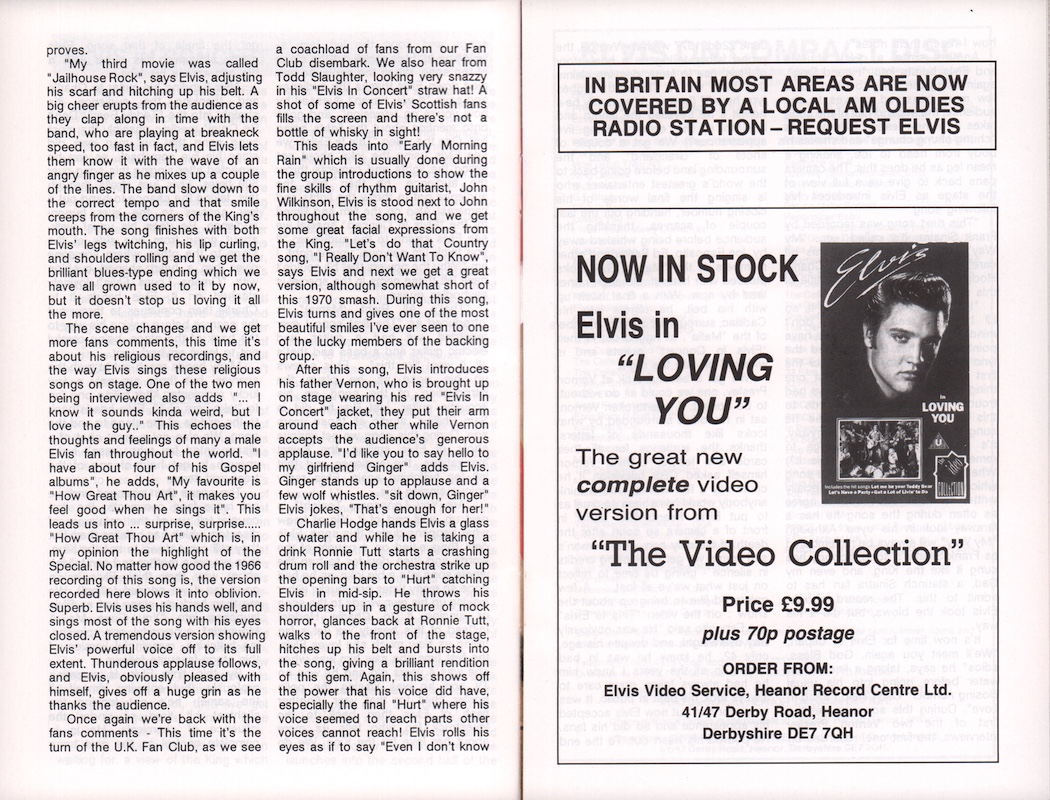 proves.
"My third movie was called
"Jailhouse Rock", says Elvis, adjusting
his scarf and hitching up his belt. A
big cheer erupts from the audience as
they clap along in time with the
band, who are playing at breakneck
speed, too fast in fact, and Elvis lets
them know it with the wave of an
angry finger as he mixes up a couple
of the lines. The band slow down to
the correct tempo and that smile
creeps from the corners of the King's
mouth. The song finishes with both
Elvis' legs twitching, his lip curling,
and shoulders rolling and we get the
brilliant blues-type ending which we
have all grown used to it by now,
but it doesn't stop us loving it all
the more.
The scene changes and we get
more fans comments, this time it's
about his religious recordings, and
the way Elvis sings these religious
songs on stage. One of the two men
being interviewed also adds "... I
know it sounds kinda weird, but I
love the guy.." This echoes the
thoughts and feelings of many a male
Elvis fan throughout the world. "I
have about four of his Gospel
albums", he adds, "My favourite is
"How Great Thou Art", it makes you
feel good when he sings it". This
leads us into ... surprise, surprise.....
"How Great Thou Art" which is, in
my opinion the highlight of the
Special. No matter how good the 1966
recording of this song is, the version
recorded here blows it into oblivion.
Superb. Elvis uses his hands well, and
sings most of the song with his eyes
closed. A tremendous version showing
Elvis' powerful voice off to its full
extent. Thunderous applause follows,
and Elvis, obviously pleased with
himself, gives off a huge grin as he
thanks the audience.
Once again we're back with the
fans comments - This time it's the
turn of the U.K. Fan Club, as we see
a coachload of fans from our Fan
Club disembark. We also hear from
Todd Slaughter, looking very snazzy
in his "Elvis In Concert" straw hat! A
shot of some of Elvis' Scottish fans
fills the screen and there's not a
bottle of whisky in sight!
This leads into "Early Morning
Rain" which is usually done during
the group introductions to show the
fine skills of rhythm guitarist, John
Wilkinson, Elvis is stood next to John
throughout the song, and we get
some great facial expressions from
the King. "Let's do that Country
song, "I Really Don't Want To Know",
says Elvis and next we get a great
version, although somewhat short of
this 1970 smash. During this song,
Elvis turns and gives one of the most
beautiful smiles I've ever seen to one
of the lucky members of the backing
group.
After this song, Elvis introduces
his father Vernon, who is brought up
on stage wearing his red "Elvis In
Concert" jacket, they put their arm
around each other while Vernon
accepts the audience's generous
applause. "I'd like you to say hello to
my girlfriend Ginger" adds Elvis.
Ginger stands up to applause and a
few wolf whistles. "sit down, Ginger"
Elvis jokes, "That's enough for her!"
Charlie Hodge hands Elvis a glass
of water and while he is taking a
drink Ronnie Tutt starts a crashing
drum roll and the orchestra strike up
the opening bars to "Hurt" catching
Elvis in mid-sip. He throws his
shoulders up in a gesture of mock
horror, glances back at Ronnie Tutt,
walks to the front of the stage,
hitches up his belt and bursts into
the song, giving a brilliant rendition
of this gem. Again, this shows off
the power that his voice did have,
especially the final "Hurt" where his
voice seemed to reach parts other
voices cannot reach! Elvis rolls his
eyes as if to say "Even I don't know
IN BRITAIN MOST AREAS ARE NOW
COVERED BY A LOCAL AM OLDIES
RADIO STATION – REQUEST ELVIS
NOW IN STOCK
Elvis in
"LOVING
YOU"
The great new
complete video
version from
"The Video Collection"
Price £9.99
plus 70p postage
ORDER FROM:
Elvis Video Service, Heanor Record Centre Ltd.
41/47 Derby Road, Heanor
Derbyshire DE7 7QH
Elvis
in
LOVING
YOU
U
THE VIDEO
COLLECTION
Includes the hit songs Let me be your Teddy Bear
Let's Have a Party • Got a Lot of Livin' to Do